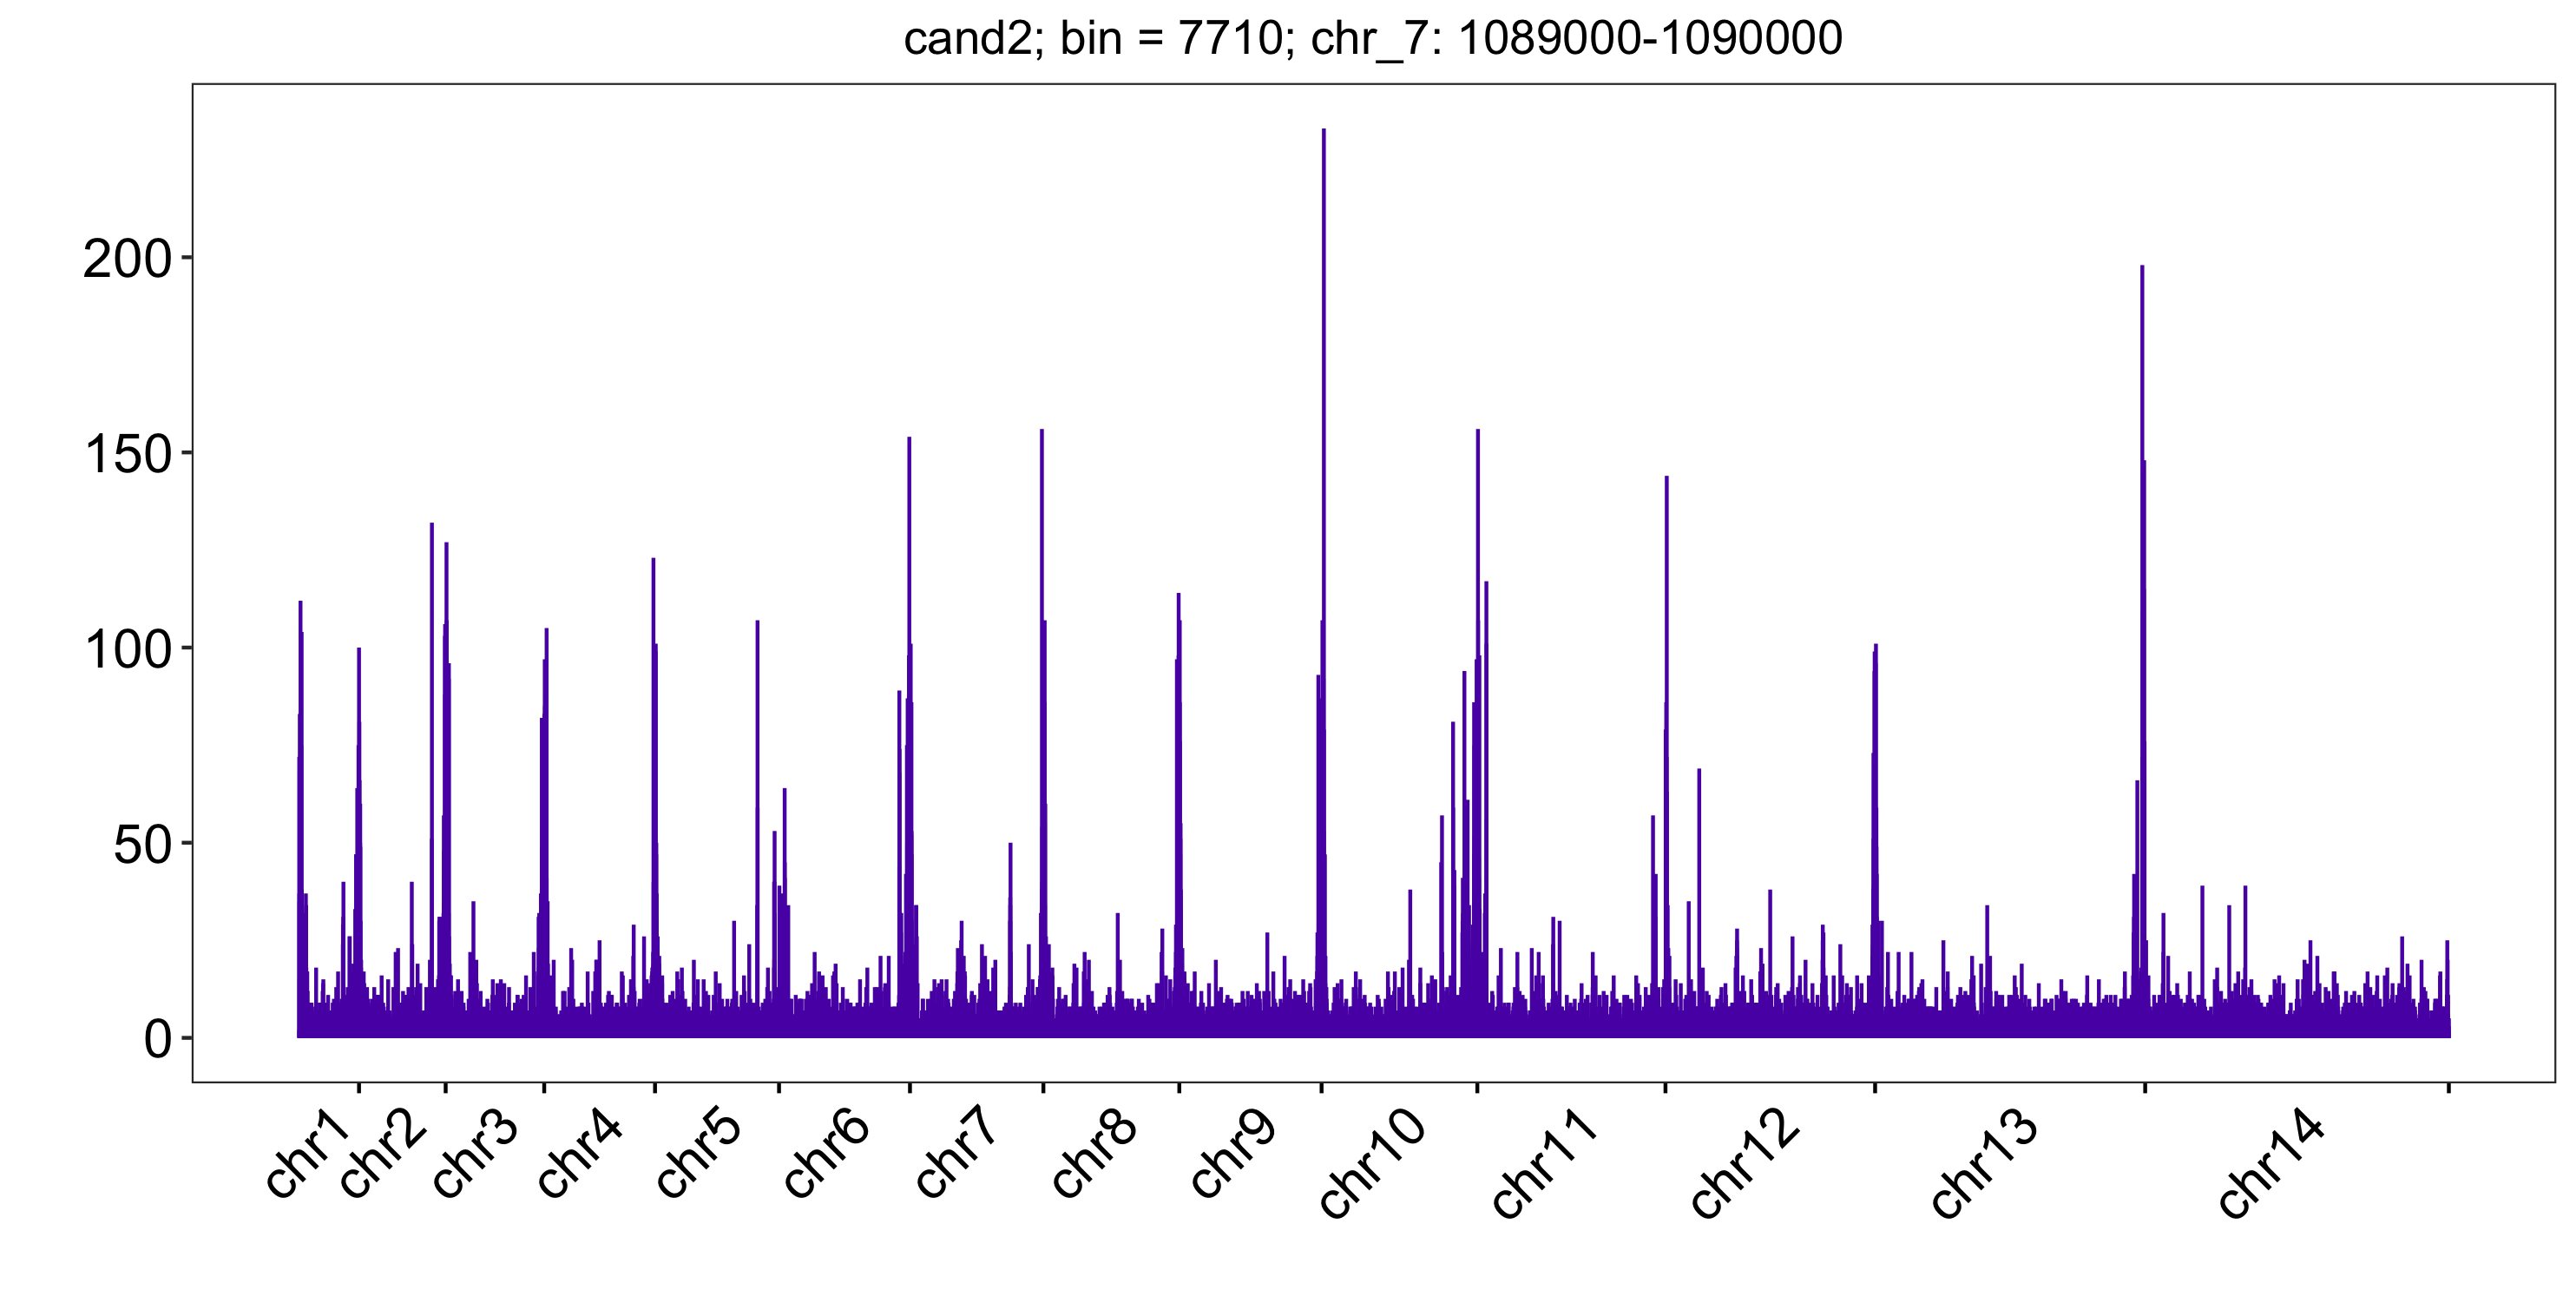 cand2; bin = 7710; chr_7: 1089000-1090000
200
150
100
50
0
chr1 chr2 chr3 chr4 chr5 chr6 chr7 chr8 chr9 chr10 chr11 chr12 chr13 chr14